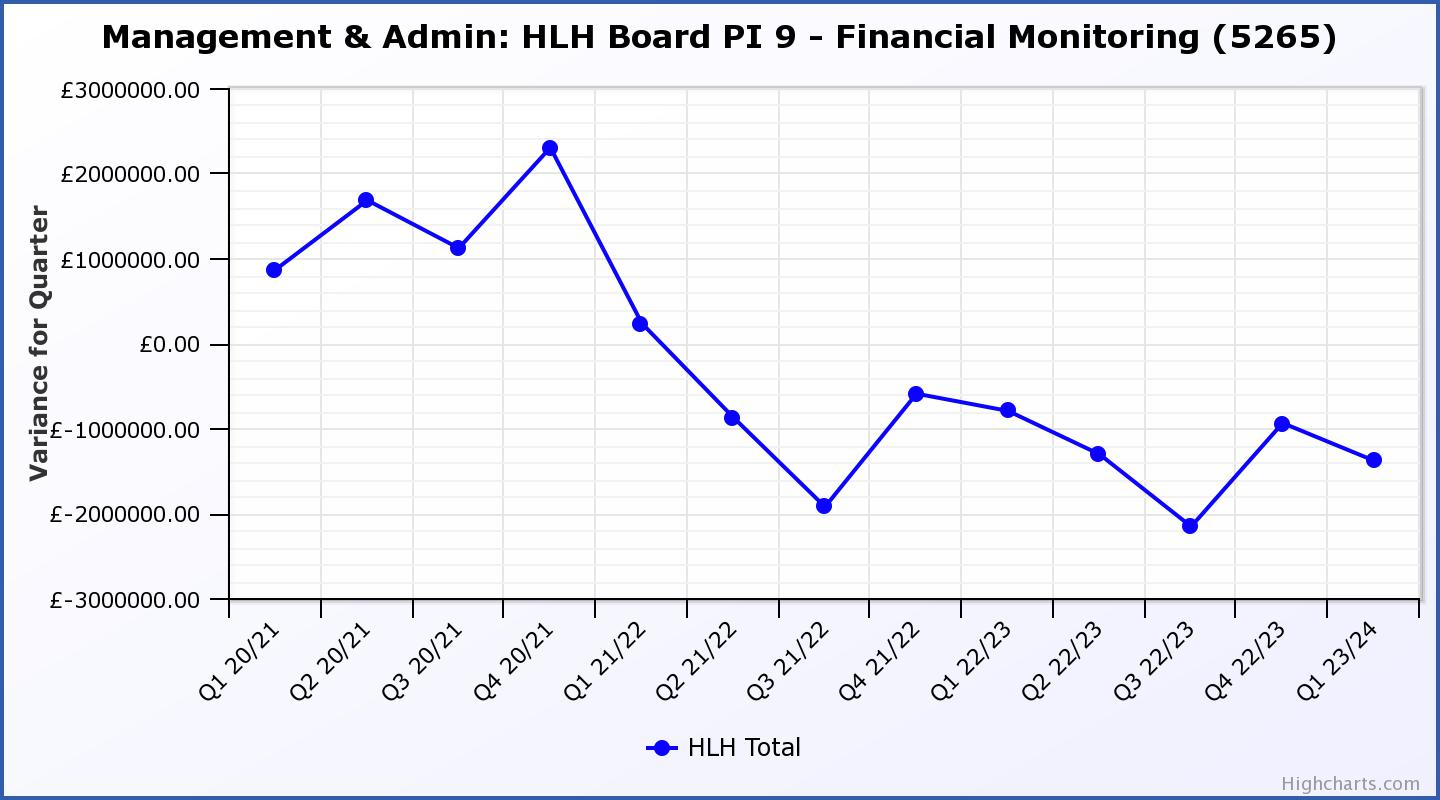 Management & Admin: HLH Board PI 9 - Financial Monitoring (5265)
Variance for Quarter
£3000000.00
£2000000.00
£1000000.00
£0.00
£-1000000.00
£-2000000.00
£-3000000.00
Q1 20/21
Q2 20/21
Q3 20/21
Q4 20/21
Q1 21/22
Q2 21/22
Q3 21/22
Q4 21/22
Q1 22/23
Q2 22/23
Q3 22/23
Q4 22/23
Q1 23/24
HLH Total
Highcharts.com